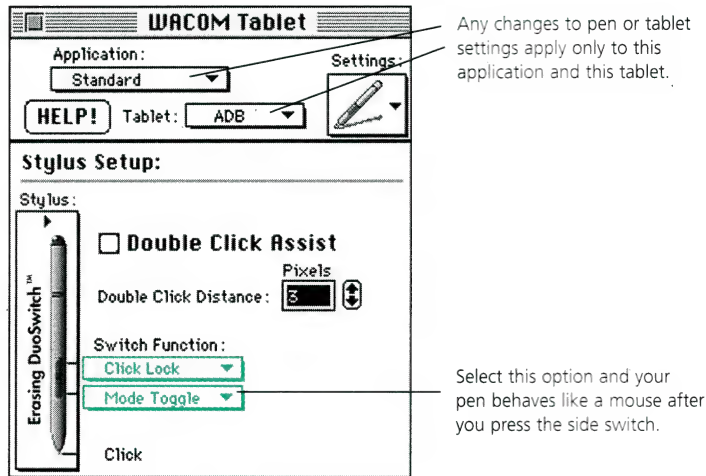 WACOM Tablet
Application:
Standard
Settings:
HELP!
Tablet:
ADB
Any changes to pen or tablet
settings apply only to this
application and this tablet.
Stylus Setup:
Stylus:
Erasing DuoSwitch™
Double Click Assist
Pixels
Double Click Distance:
3
Switch Function:
Click Lock
Mode Toggle
Click
Select this option and your
pen behaves like a mouse after
you press the side switch.